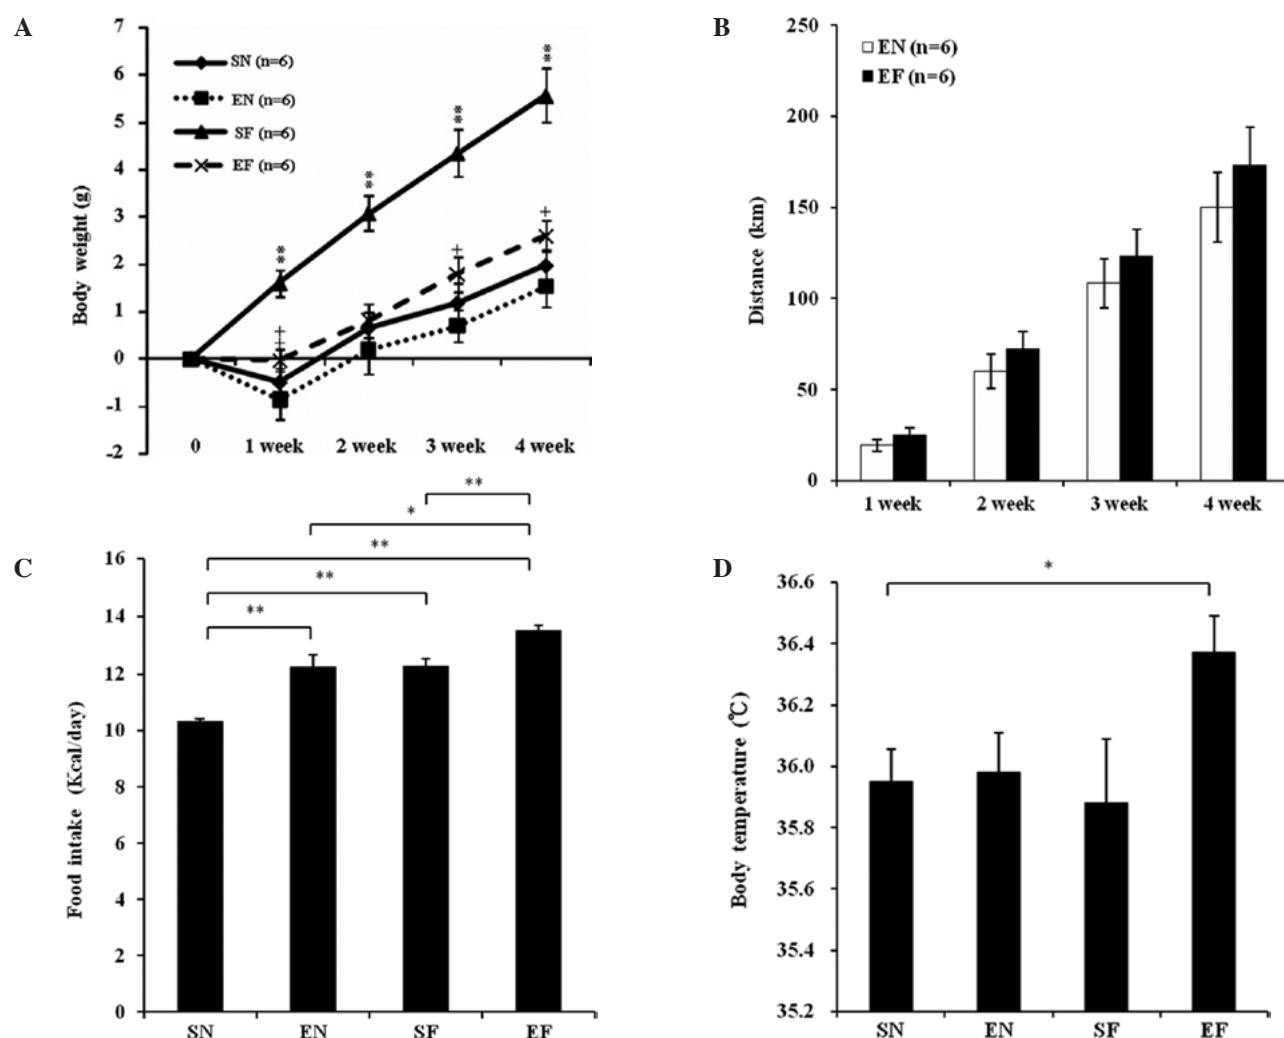 A
7
6
5
4
3
2
1
0
-1
-2
Body weight (g)
SN (n=6)
EN (n=6)
SF (n=6)
EF (n=6)
**
**
**
**
++
+
+
0 1 week 2 week 3 week 4 week
B
250
200
150
100
50
0
Distance (km)
EN (n=6)
EF (n=6)
1 week 2 week 3 week 4 week
C
16
14
12
10
8
6
4
2
0
Food intake (Kcal/day)
**
*
**
**
**
SN EN SF EF
D
36.6
36.4
36.2
36.0
35.8
35.6
35.4
35.2
Body temperature (℃)
*
SN EN SF EF